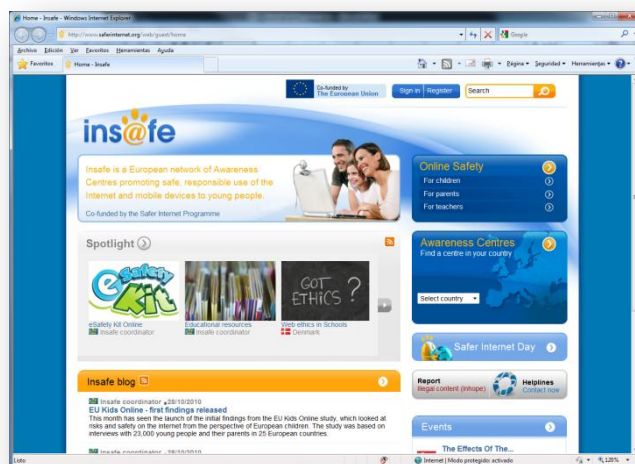 Home - Insafe - Windows Internet Explorer
http://www.saferinternet.org/web/guest/home
Google
Archivo Edición Ver Favoritos Herramientas Ayuda
Favoritos Home - Insafe
Página Seguridad Herramientas
Co-funded by
The European Union
Sign in Register
Search
ins@fe
Insafe is a European network of Awareness
Centres promoting safe, responsible use of the
Internet and mobile devices to young people.
Co-funded by the Safer Internet Programme
Online Safety
For children
For parents
For teachers
Spotlight
eSafety Kit
GOT
ETHICS?
eSafety Kit Online
Insafe coordinator
Educational resources
Insafe coordinator
Web ethics in Schools
Denmark
Awareness Centres
Find a centre in your country
Select country
Safer Internet Day
Report
Illegal content (Inhope)
Helplines
Contact now
Insafe blog
Insafe coordinator 28/10/2010
EU Kids Online - first findings released
This month has seen the launch of the initial findings from the EU Kids Online study, which looked at
risks and safety on the internet from the perspective of European children. The study was based on
interviews with 23,000 young people and their parents in 25 European countries.
Insafe coordinator 28/10/2010
Events
The Effects Of The...
Listo
Internet | Modo protegido: activado
120%